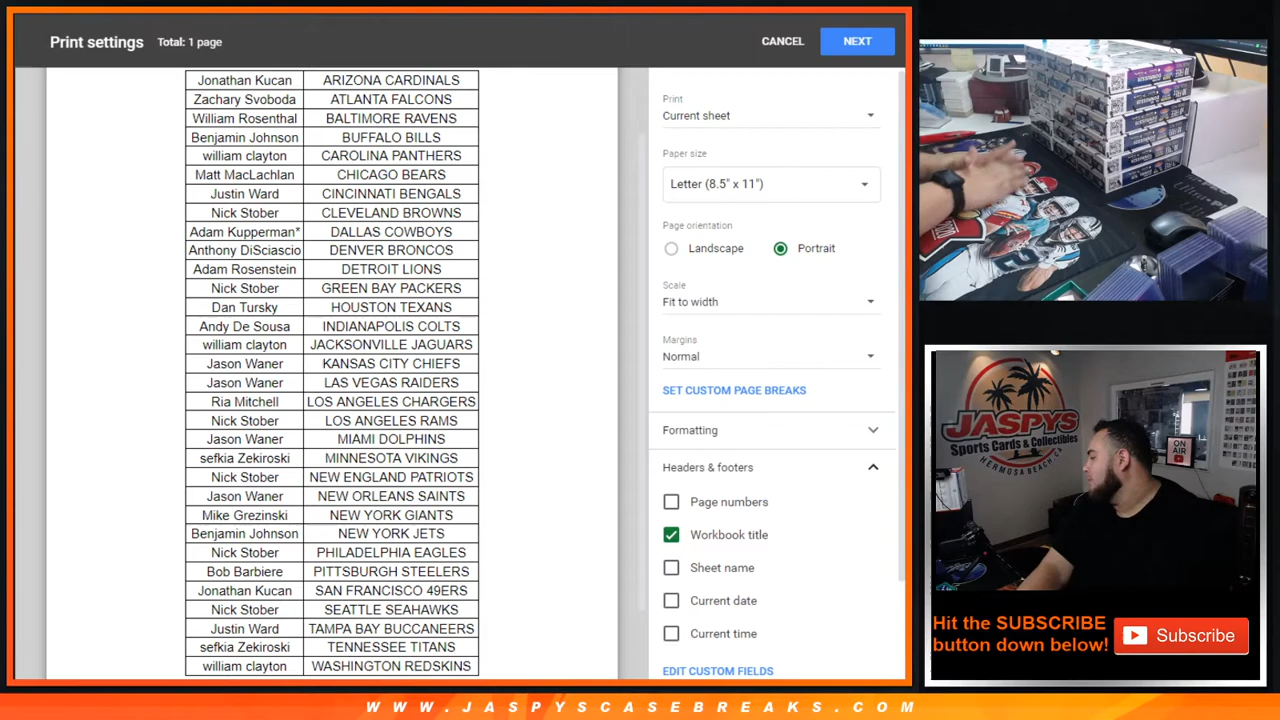 Print settings Total: 1 page CANCEL NEXT
Jonathan Kucan ARIZONA CARDINALS
Zachary Svoboda ATLANTA FALCONS
William Rosenthal BALTIMORE RAVENS
Benjamin Johnson BUFFALO BILLS
william clayton CAROLINA PANTHERS
Matt MacLachlan CHICAGO BEARS
Justin Ward CINCINNATI BENGALS
Nick Stober CLEVELAND BROWNS
Adam Kupperman* DALLAS COWBOYS
Anthony DiSciascio DENVER BRONCOS
Adam Rosenstein DETROIT LIONS
Nick Stober GREEN BAY PACKERS
Dan Tursky HOUSTON TEXANS
Andy De Sousa INDIANAPOLIS COLTS
william clayton JACKSONVILLE JAGUARS
Jason Waner KANSAS CITY CHIEFS
Jason Waner LAS VEGAS RAIDERS
Ria Mitchell LOS ANGELES CHARGERS
Nick Stober LOS ANGELES RAMS
Jason Waner MIAMI DOLPHINS
sefkia Zekiroski MINNESOTA VIKINGS
Nick Stober NEW ENGLAND PATRIOTS
Jason Waner NEW ORLEANS SAINTS
Mike Grezinski NEW YORK GIANTS
Benjamin Johnson NEW YORK JETS
Nick Stober PHILADELPHIA EAGLES
Bob Barbiere PITTSBURGH STEELERS
Jonathan Kucan SAN FRANCISCO 49ERS
Nick Stober SEATTLE SEAHAWKS
Justin Ward TAMPA BAY BUCCANEERS
sefkia Zekiroski TENNESSEE TITANS
william clayton WASHINGTON REDSKINS
Print
Current sheet
Paper size
Letter (8.5" x 11")
Page orientation
Landscape Portrait
Scale
Fit to width
Margins
Normal
SET CUSTOM PAGE BREAKS
Formatting
Headers & footers
Page numbers
Workbook title
Sheet name
Current date
Current time
EDIT CUSTOM FIELDS
2020
JASPYS
Sports Cards & Collectibles
HERMOSA BEACH CA
ON AIR
Hit the SUBSCRIBE
button down below!
Subscribe
WWW.JASPYSCASEBREAKS.COM